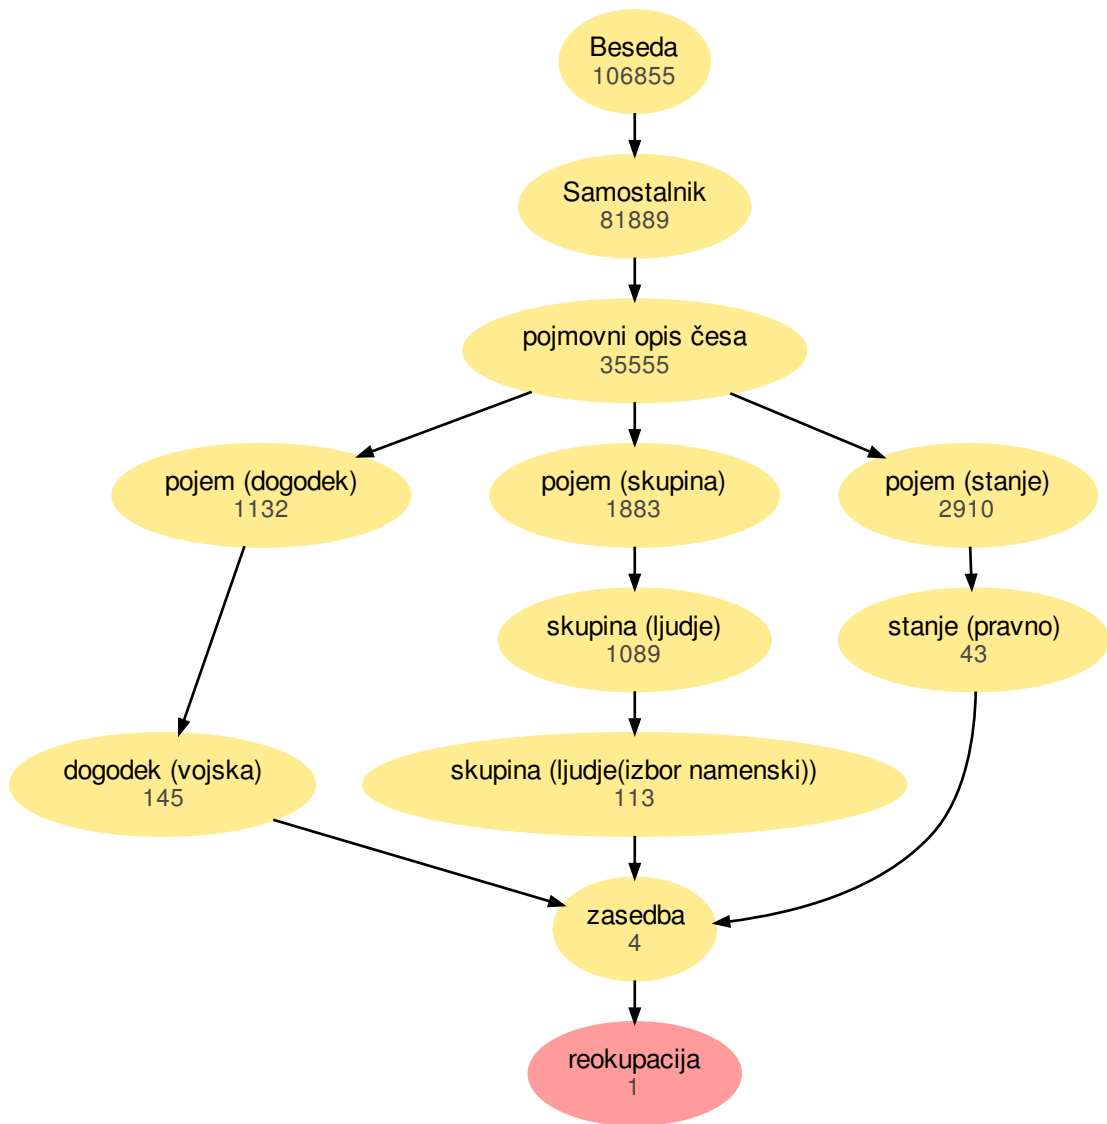 Beseda
106855
Samostalnik
81889
pojmovni opis česa
35555
pojem (dogodek)
1132
pojem (skupina)
1883
pojem (stanje)
2910
skupina (ljudje)
1089
stanje (pravno)
43
dogodek (vojska)
145
skupina (ljudje(izbor namenski))
113
zasedba
4
reokupacija
1